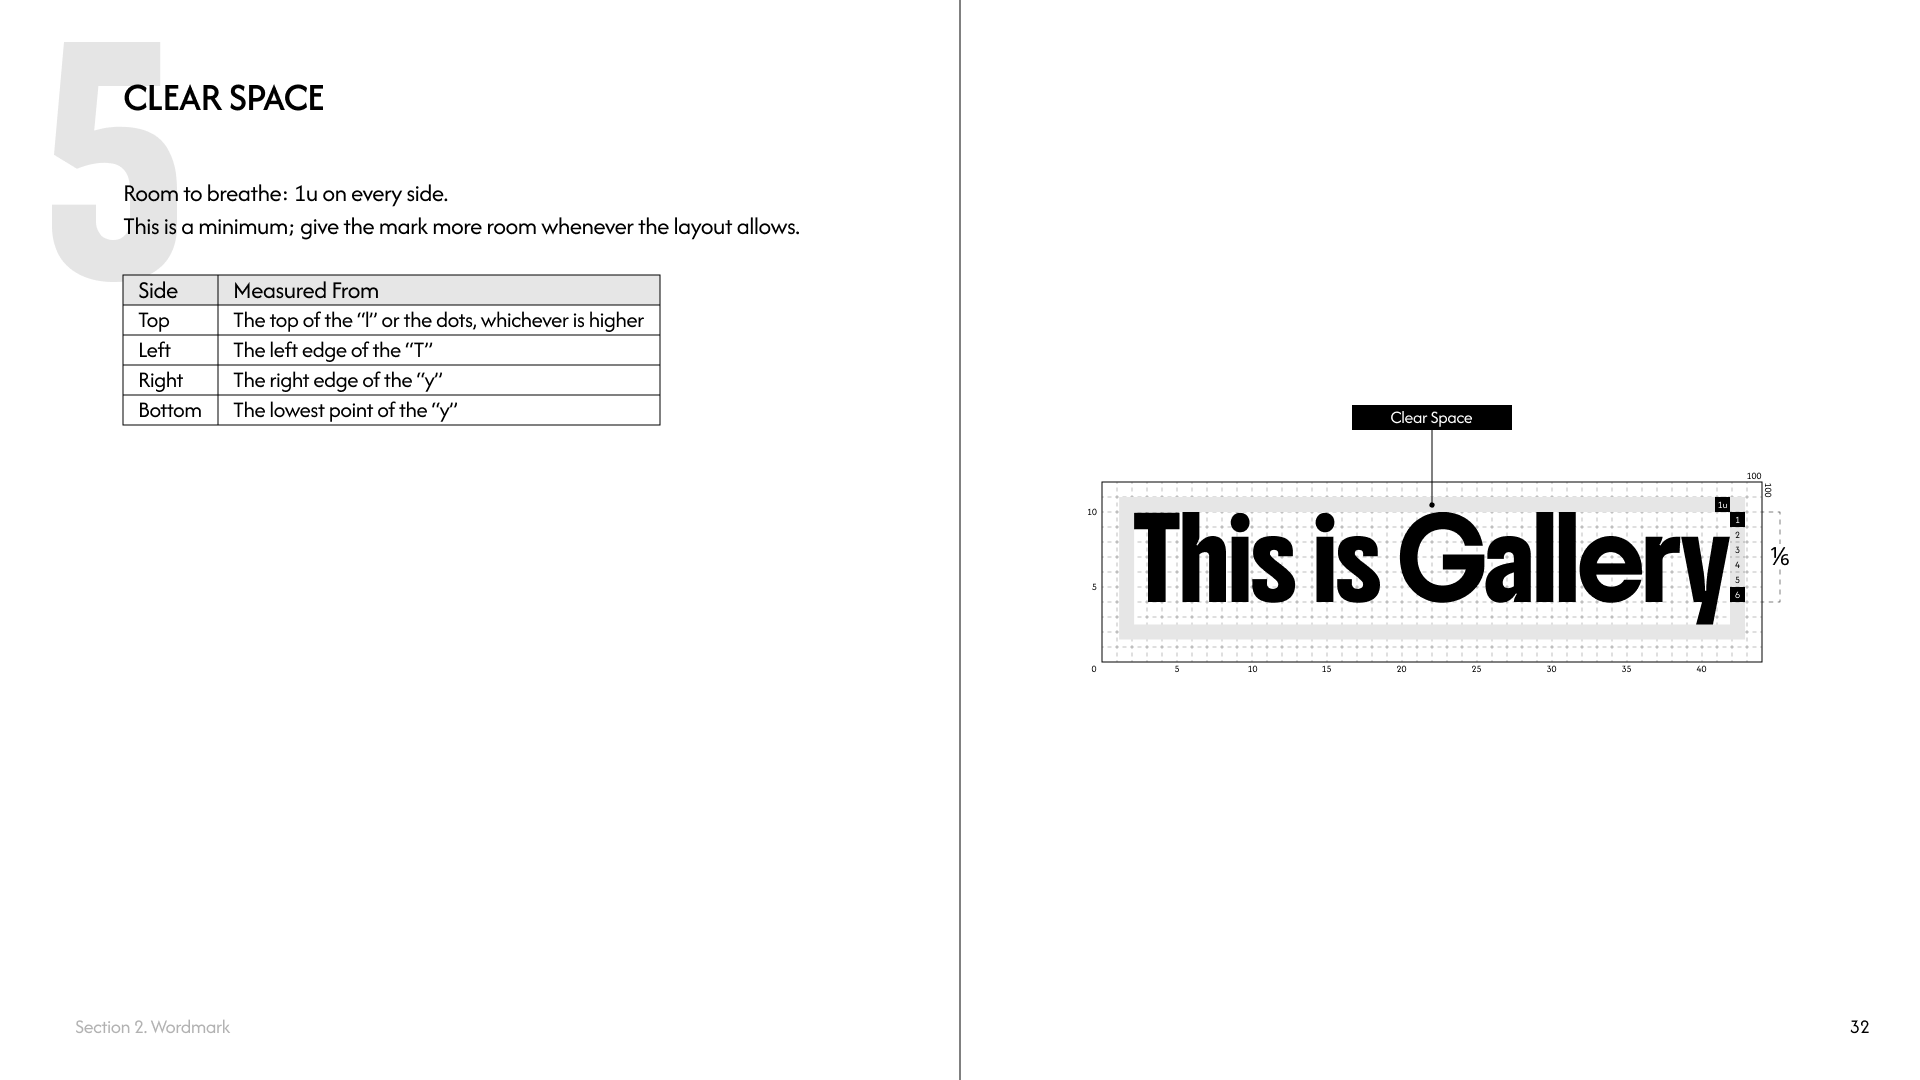 5
CLEAR SPACE
Room to breathe: 1u on every side.
This is a minimum; give the mark more room whenever the layout allows.
Side Measured From
Top The top of the “l” or the dots, whichever is higher
Left The left edge of the “T”
Right The right edge of the “y”
Bottom The lowest point of the “y”
Clear Space
100
100
1u
10
1
2
3
4
5
6
⅙
This is Gallery
5
0 5 10 15 20 25 30 35 40
Section 2. Wordmark
32